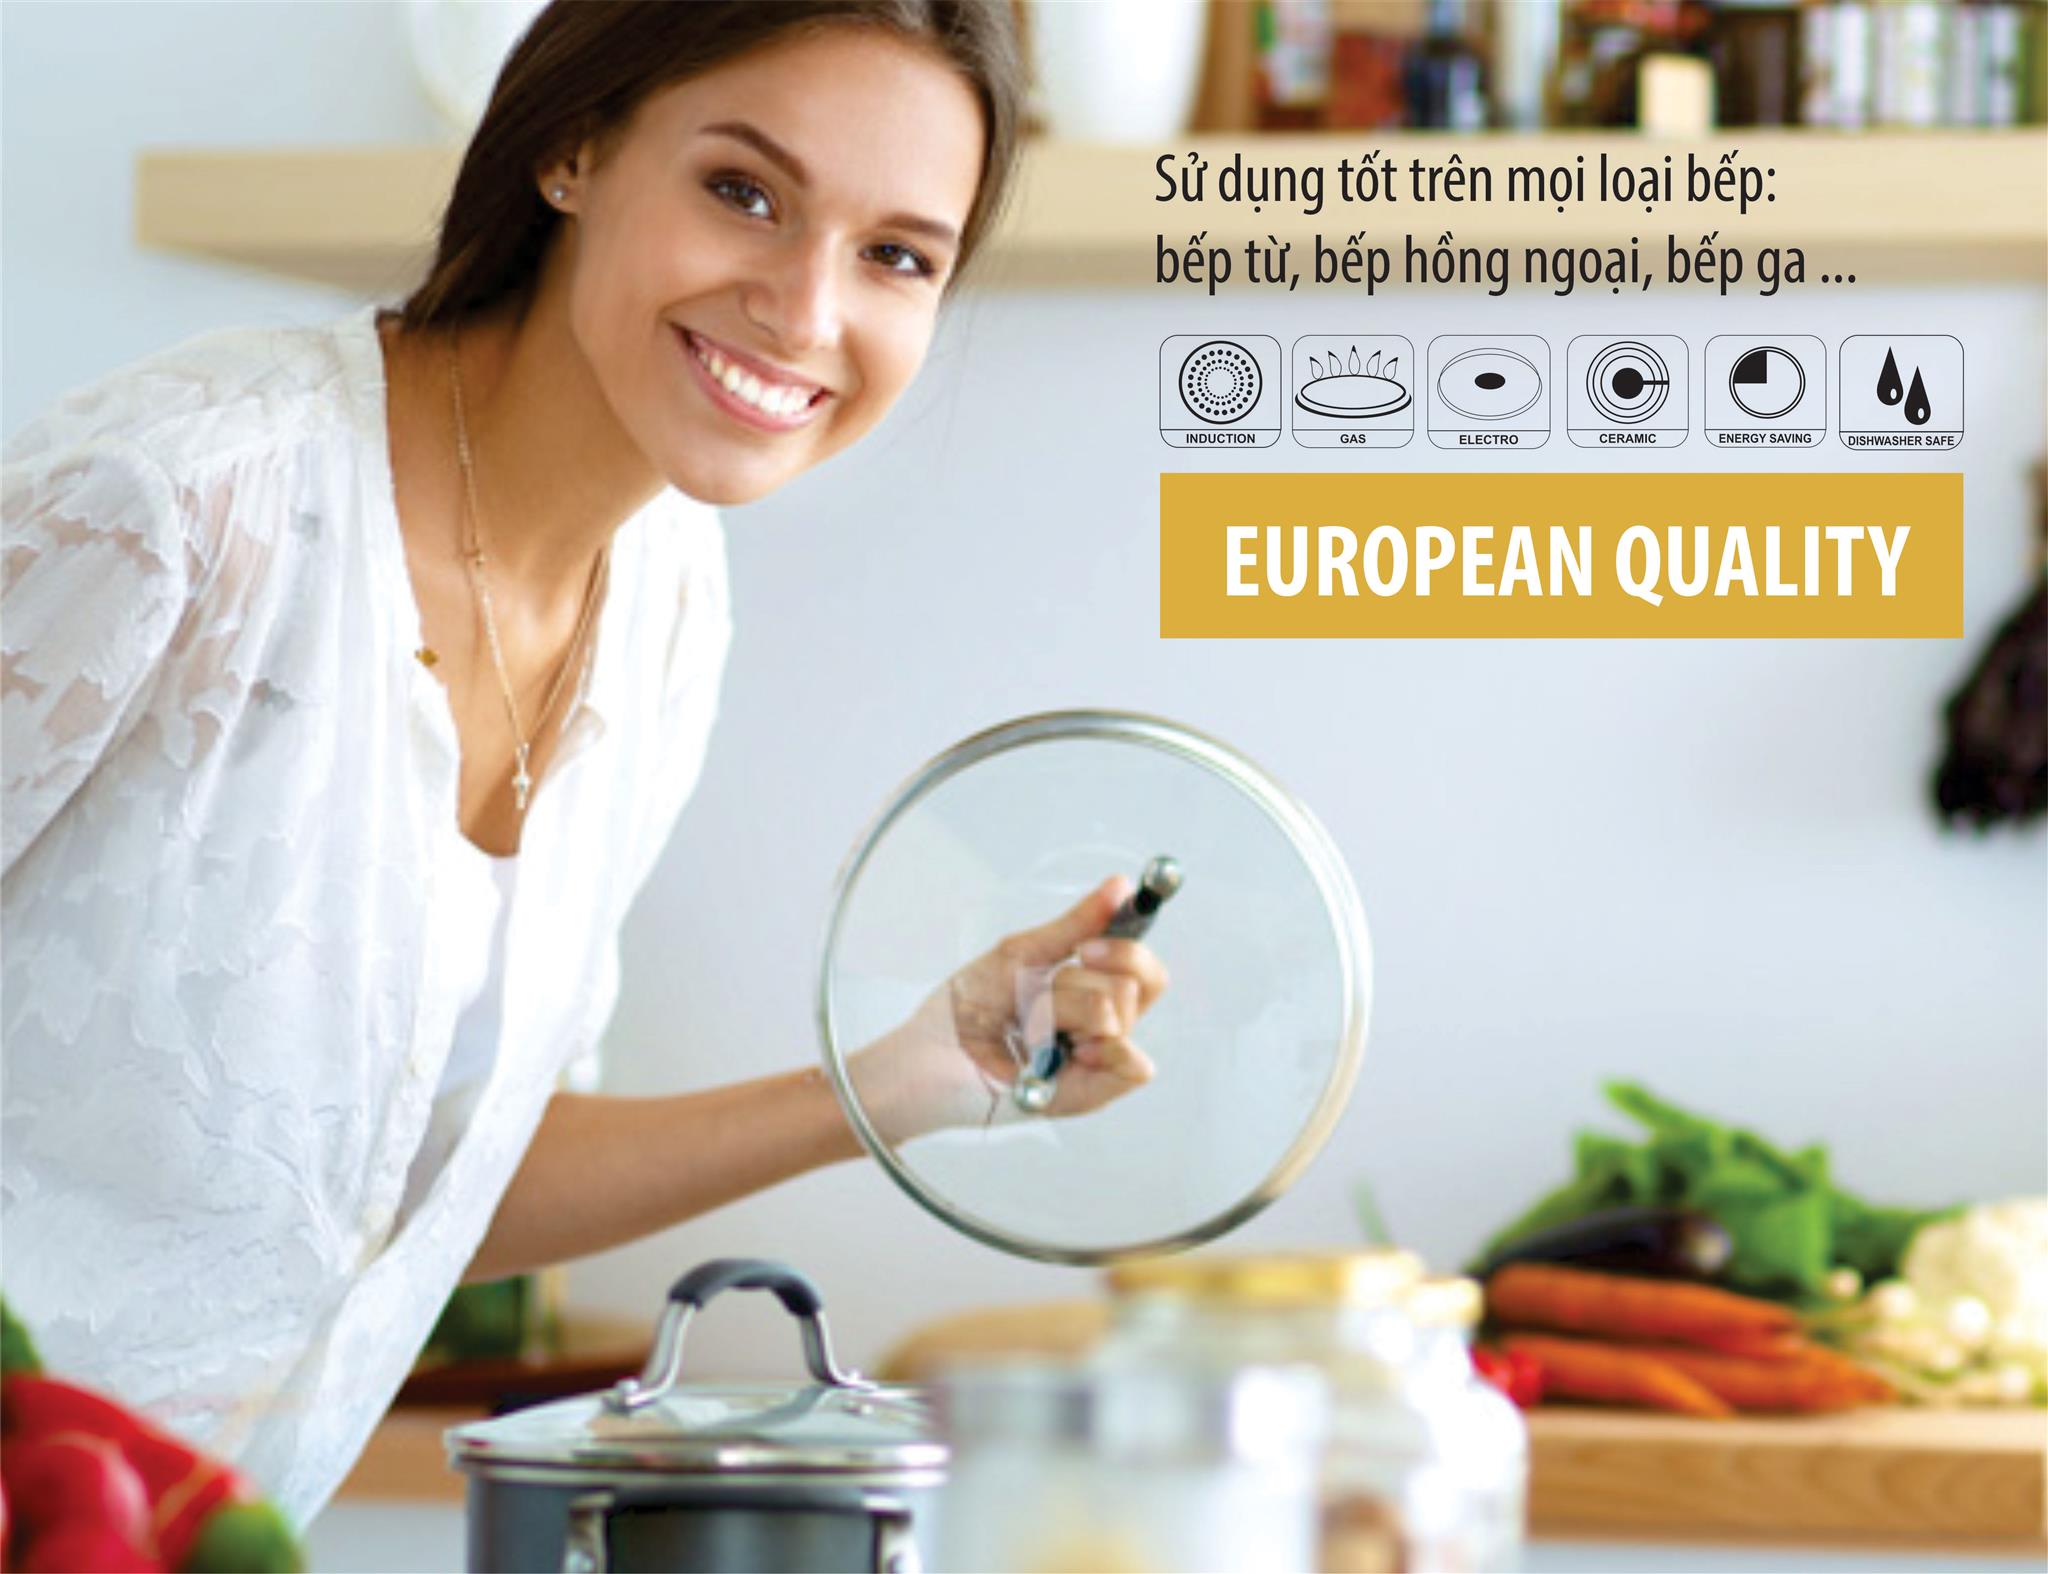 Sử dụng tốt trên mọi loại bếp:
bếp từ, bếp hồng ngoại, bếp ga ...
INDUCTION GAS ELECTRO CERAMIC ENERGY SAVING DISHWASHER SAFE
EUROPEAN QUALITY